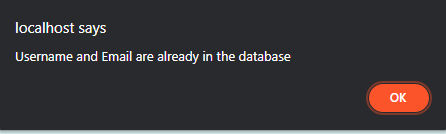 localhost says
Username and Email are already in the database
OK